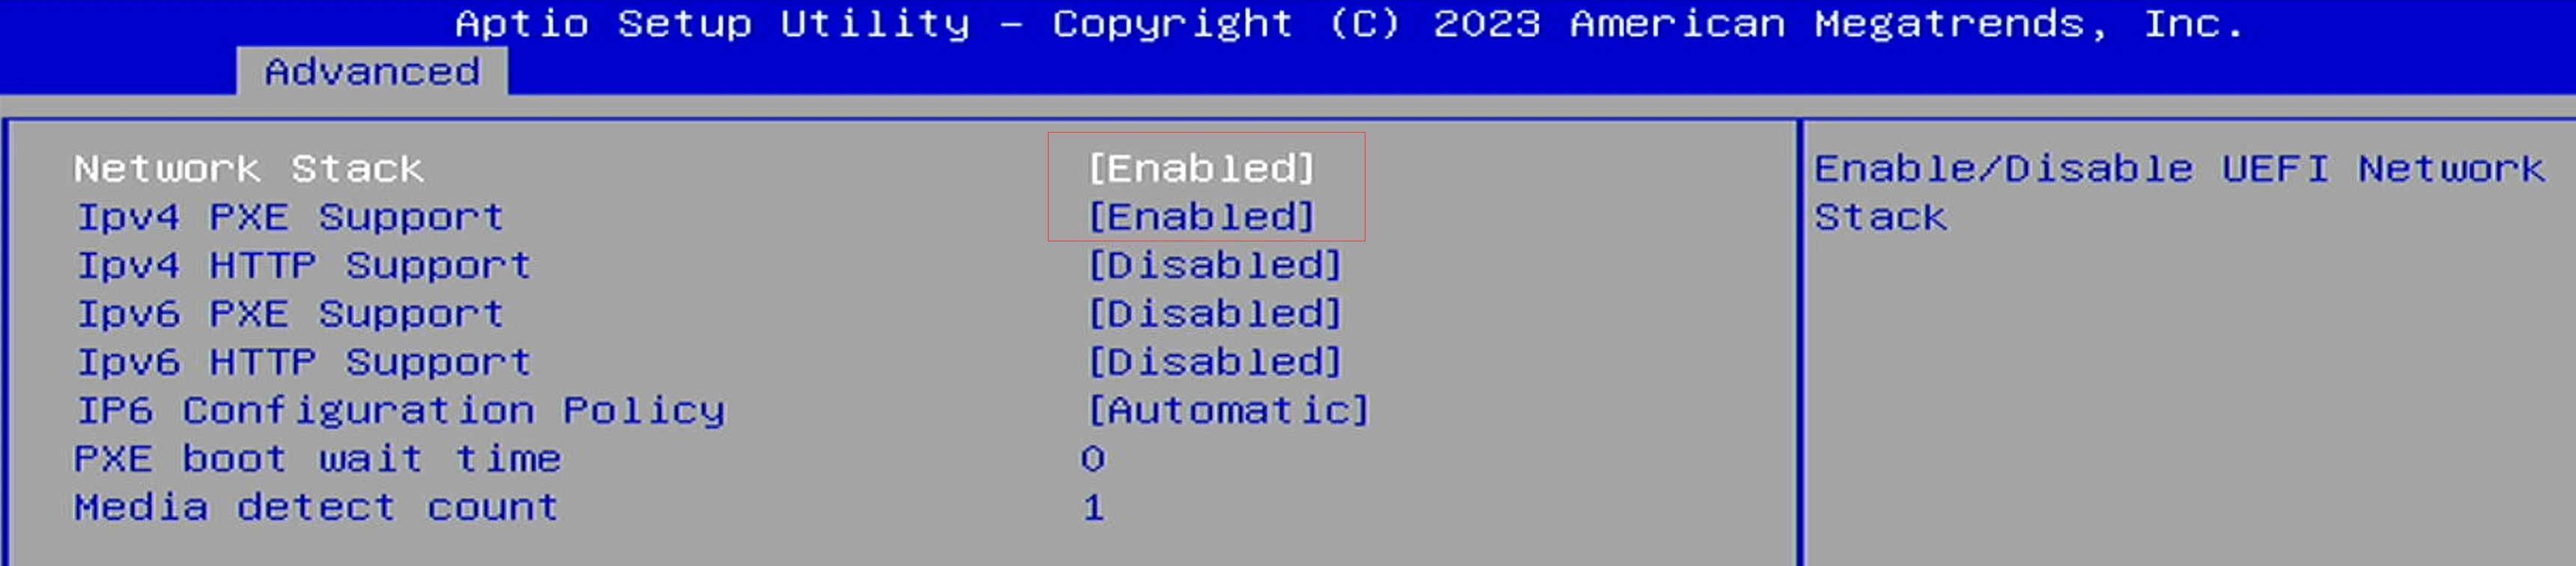 Aptio Setup Utility – Copyright (C) 2023 American Megatrends, Inc.
Advanced
Network Stack [Enabled]
Ipv4 PXE Support [Enabled]
Ipv4 HTTP Support [Disabled]
Ipv6 PXE Support [Disabled]
Ipv6 HTTP Support [Disabled]
IP6 Configuration Policy [Automatic]
PXE boot wait time 0
Media detect count 1
Enable/Disable UEFI Network
Stack